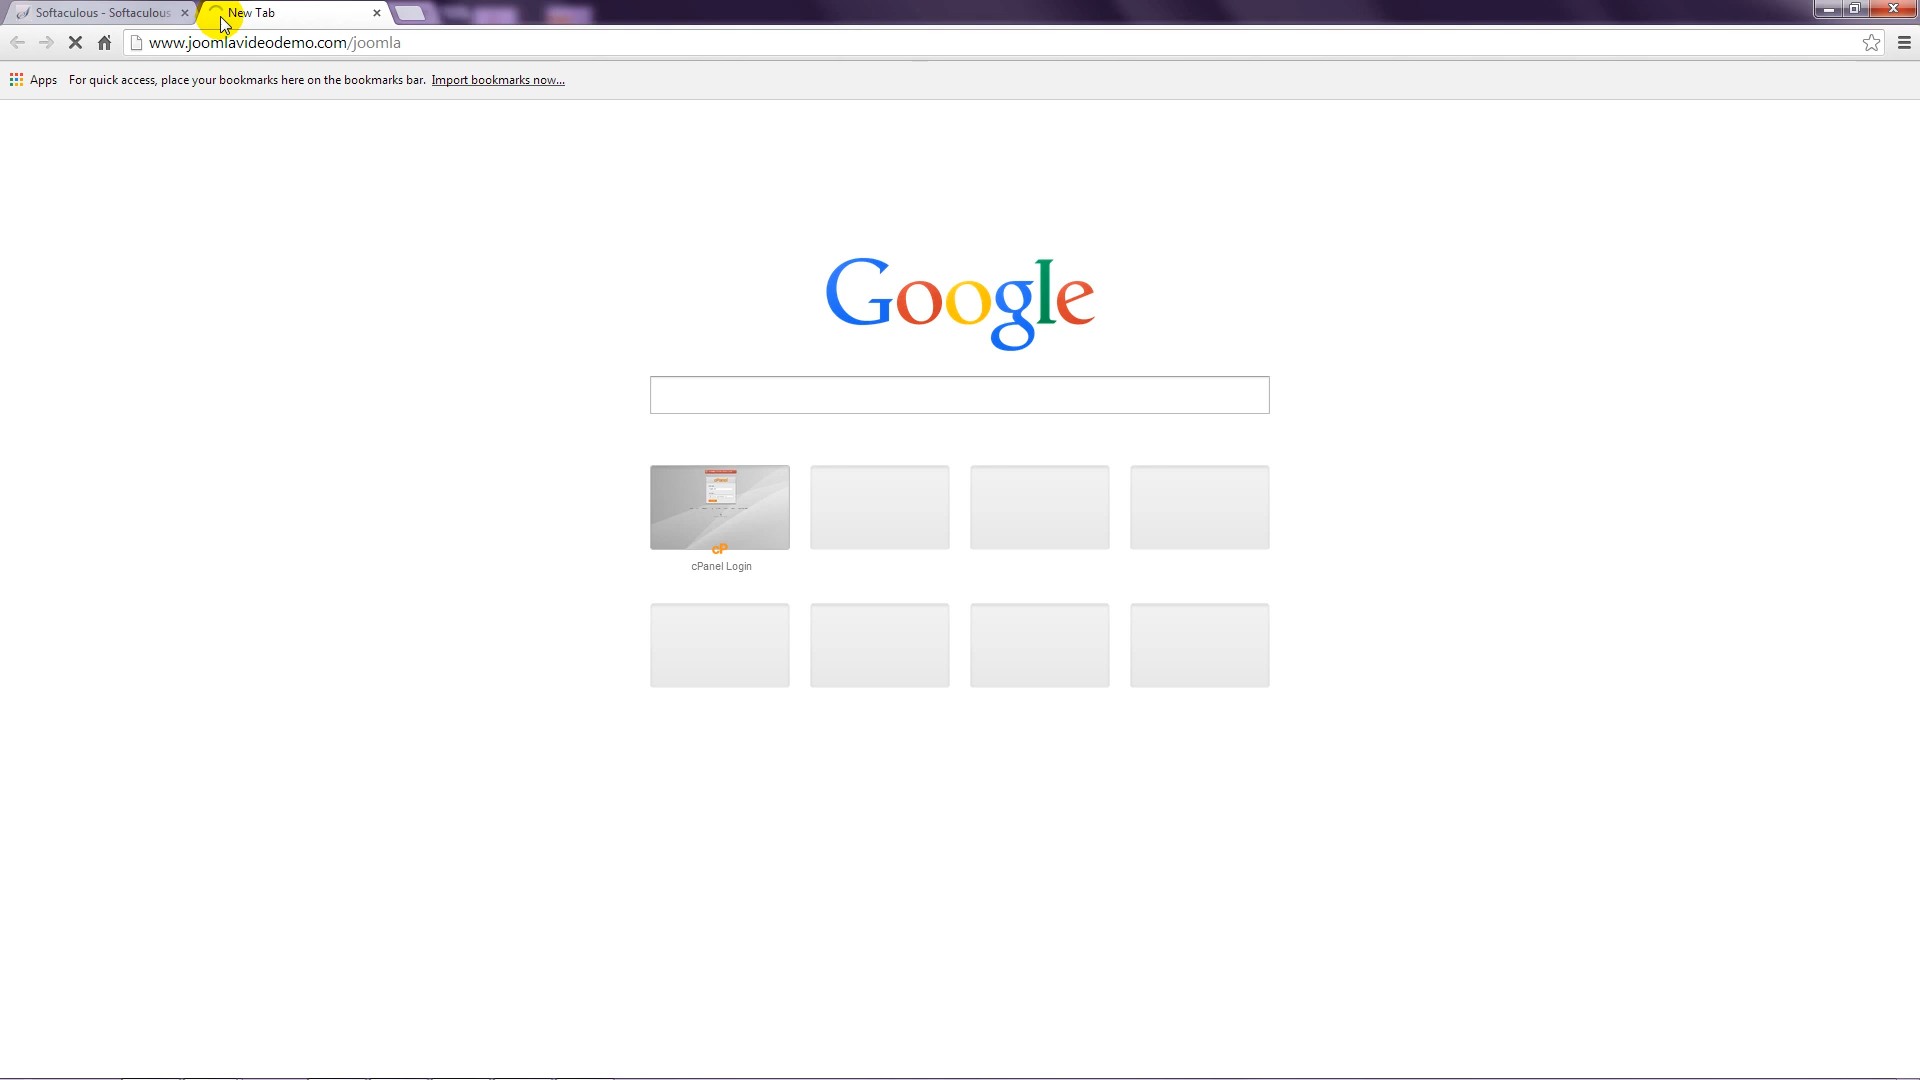 Softaculous - Softaculous
New Tab
www.joomlavideodemo.com/joomla
Apps For quick access, place your bookmarks here on the bookmarks bar. Import bookmarks now...
Google
cP
cPanel Login